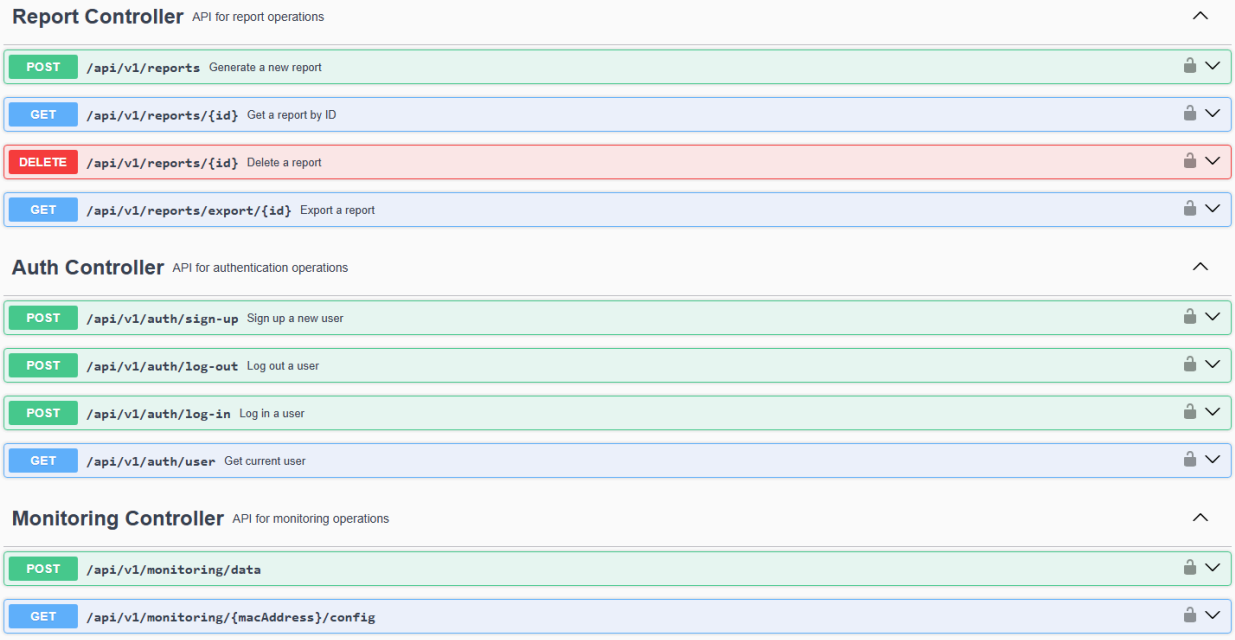 Report Controller API for report operations
POST /api/v1/reports Generate a new report
GET /api/v1/reports/{id} Get a report by ID
DELETE /api/v1/reports/{id} Delete a report
GET /api/v1/reports/export/{id} Export a report
Auth Controller API for authentication operations
POST /api/v1/auth/sign-up Sign up a new user
POST /api/v1/auth/log-out Log out a user
POST /api/v1/auth/log-in Log in a user
GET /api/v1/auth/user Get current user
Monitoring Controller API for monitoring operations
POST /api/v1/monitoring/data
GET /api/v1/monitoring/{macAddress}/config